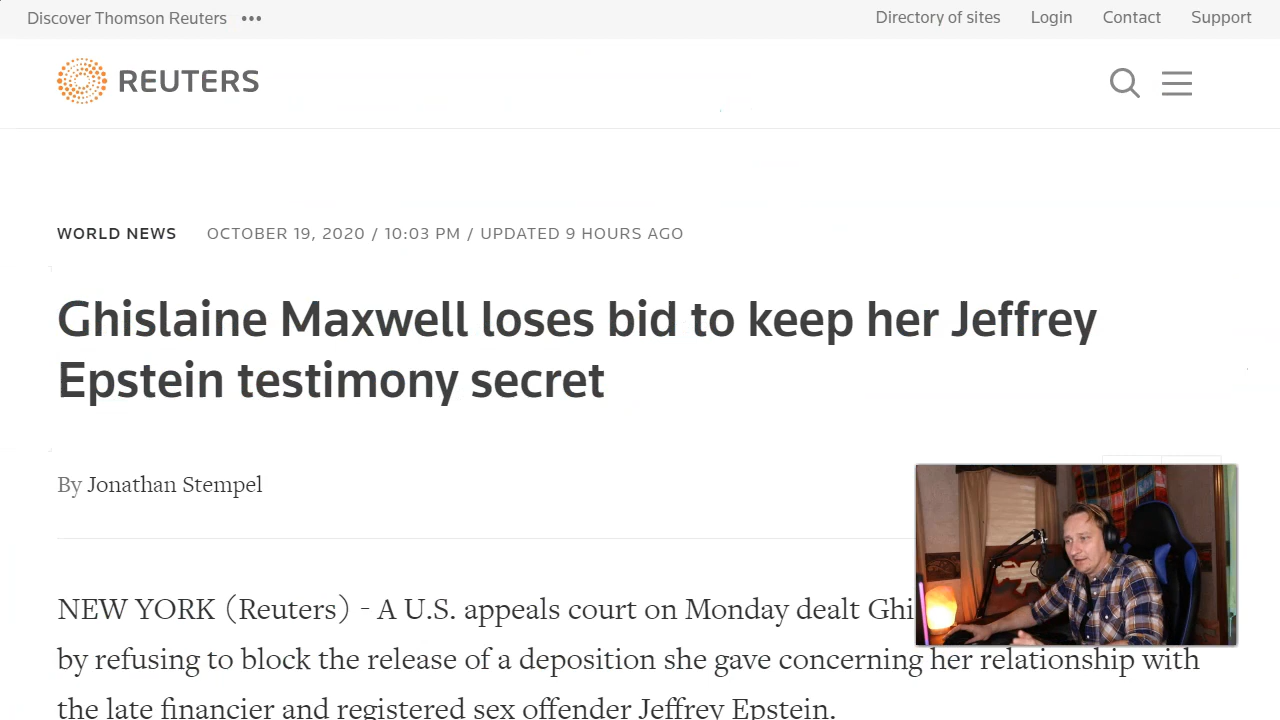 Discover Thomson Reuters •••
Directory of sites Login Contact Support
REUTERS
WORLD NEWS OCTOBER 19, 2020 / 10:03 PM / UPDATED 9 HOURS AGO
Ghislaine Maxwell loses bid to keep her Jeffrey
Epstein testimony secret
By Jonathan Stempel
NEW YORK (Reuters) - A U.S. appeals court on Monday dealt Ghi
by refusing to block the release of a deposition she gave concerning her relationship with
the late financier and registered sex offender Jeffrey Epstein.